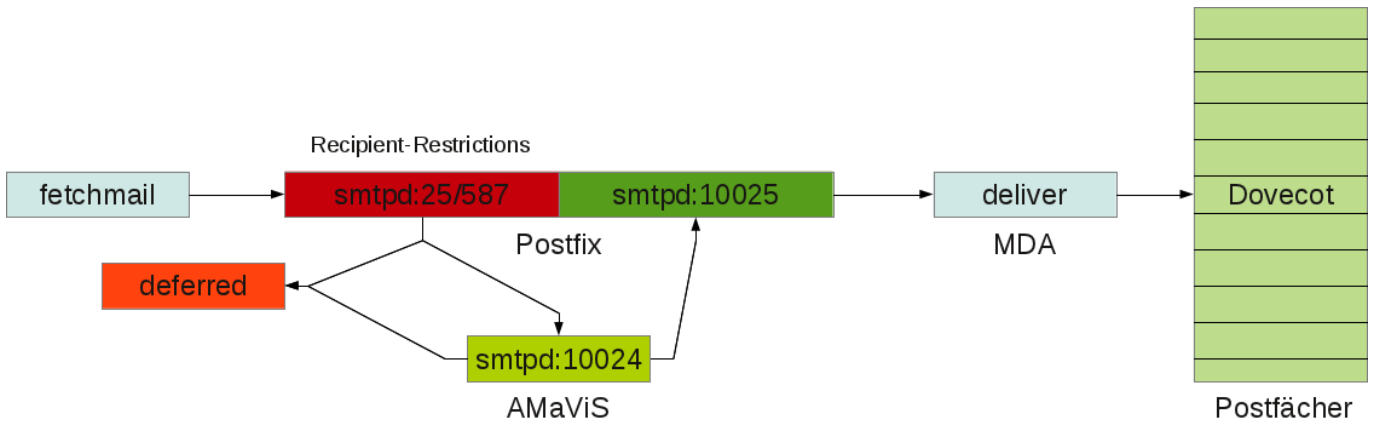 Recipient-Restrictions
fetchmail
smtpd:25/587
smtpd:10025
deliver
Dovecot
Postfix
MDA
deferred
smtpd:10024
AMaViS
Postfächer